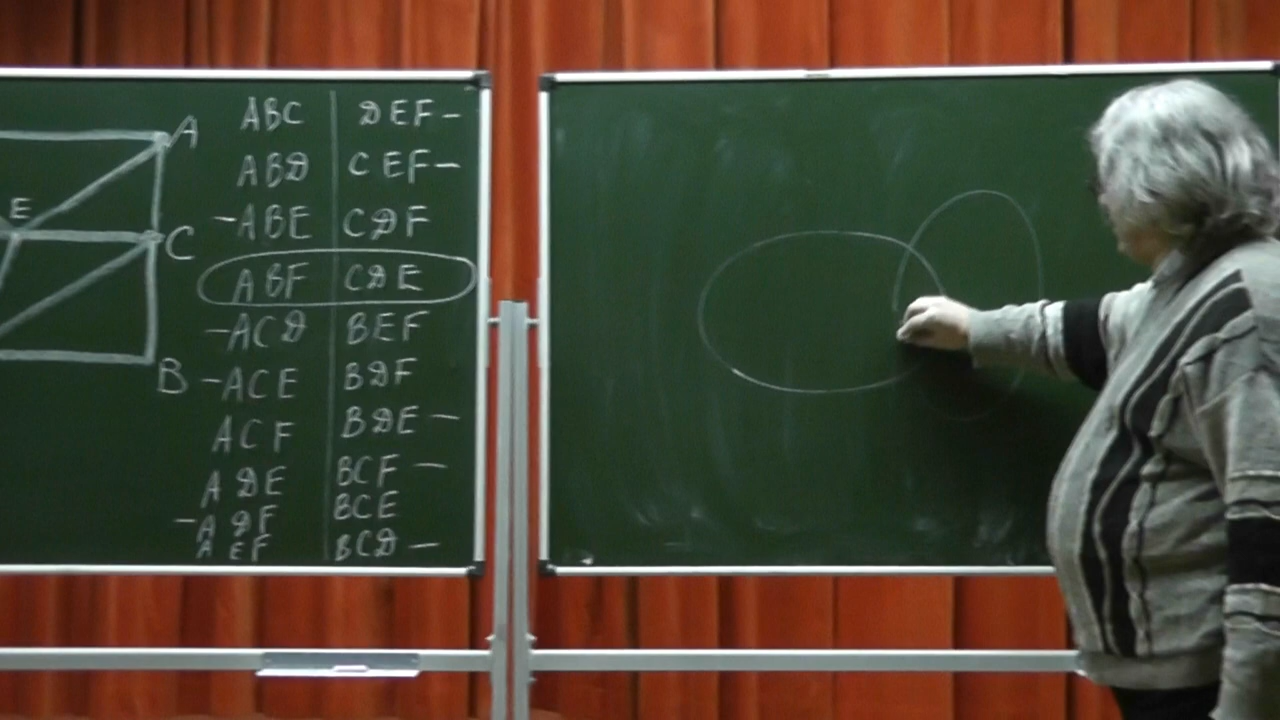 A
E
C
B
ABC | DEF -
ABD | CEF -
- ABE | CDF
ABF | CDE
- ACD | BEF
- ACE | BDF
ACF | BDE -
ADE | BCF -
- ADF | BCE
AEF | BCD -